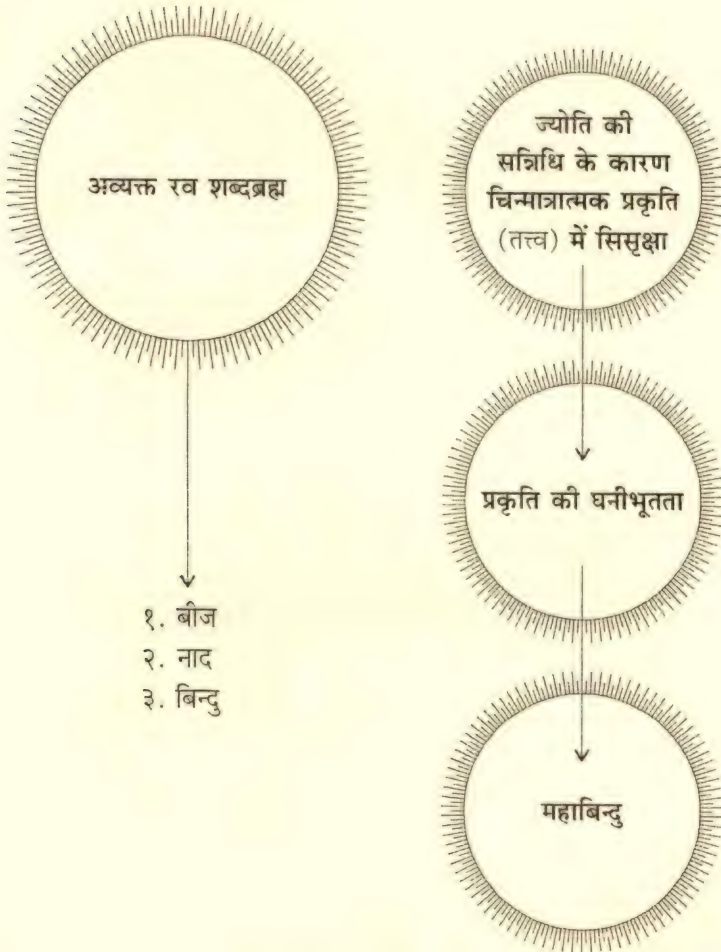 अव्यक्त रव शब्दब्रह्म
१. बीज
२. नाद
३. बिन्दु
ज्योति की
सन्निधि के कारण
चिन्मात्रात्मक प्रकृति
(तत्त्व) में सिसृक्षा
प्रकृति की घनीभूतता
महाबिन्दु